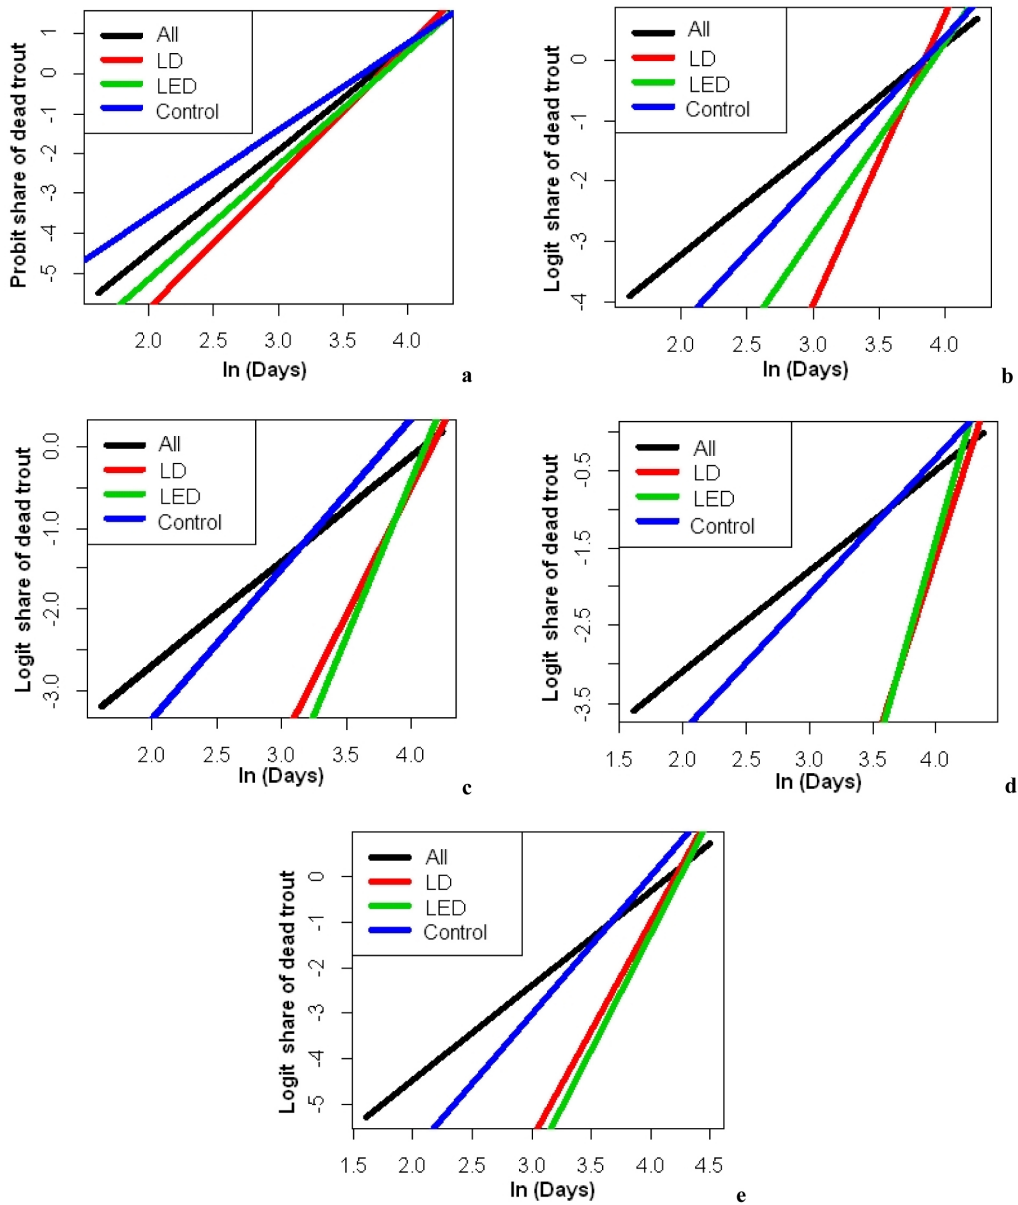 Probit share of dead trout
1
0
-1
-2
-3
-4
-5
All
LD
LED
Control
2.0 2.5 3.0 3.5 4.0
ln (Days)
a
Logit share of dead trout
0
-1
-2
-3
-4
All
LD
LED
Control
2.0 2.5 3.0 3.5 4.0
ln (Days)
b
Logit share of dead trout
0.0
-1.0
-2.0
-3.0
All
LD
LED
Control
2.0 2.5 3.0 3.5 4.0
ln (Days)
c
Logit share of dead trout
-0.5
-1.5
-2.5
-3.5
All
LD
LED
Control
1.5 2.0 2.5 3.0 3.5 4.0
ln (Days)
d
Logit share of dead trout
0
-1
-2
-3
-4
-5
All
LD
LED
Control
1.5 2.0 2.5 3.0 3.5 4.0 4.5
ln (Days)
e